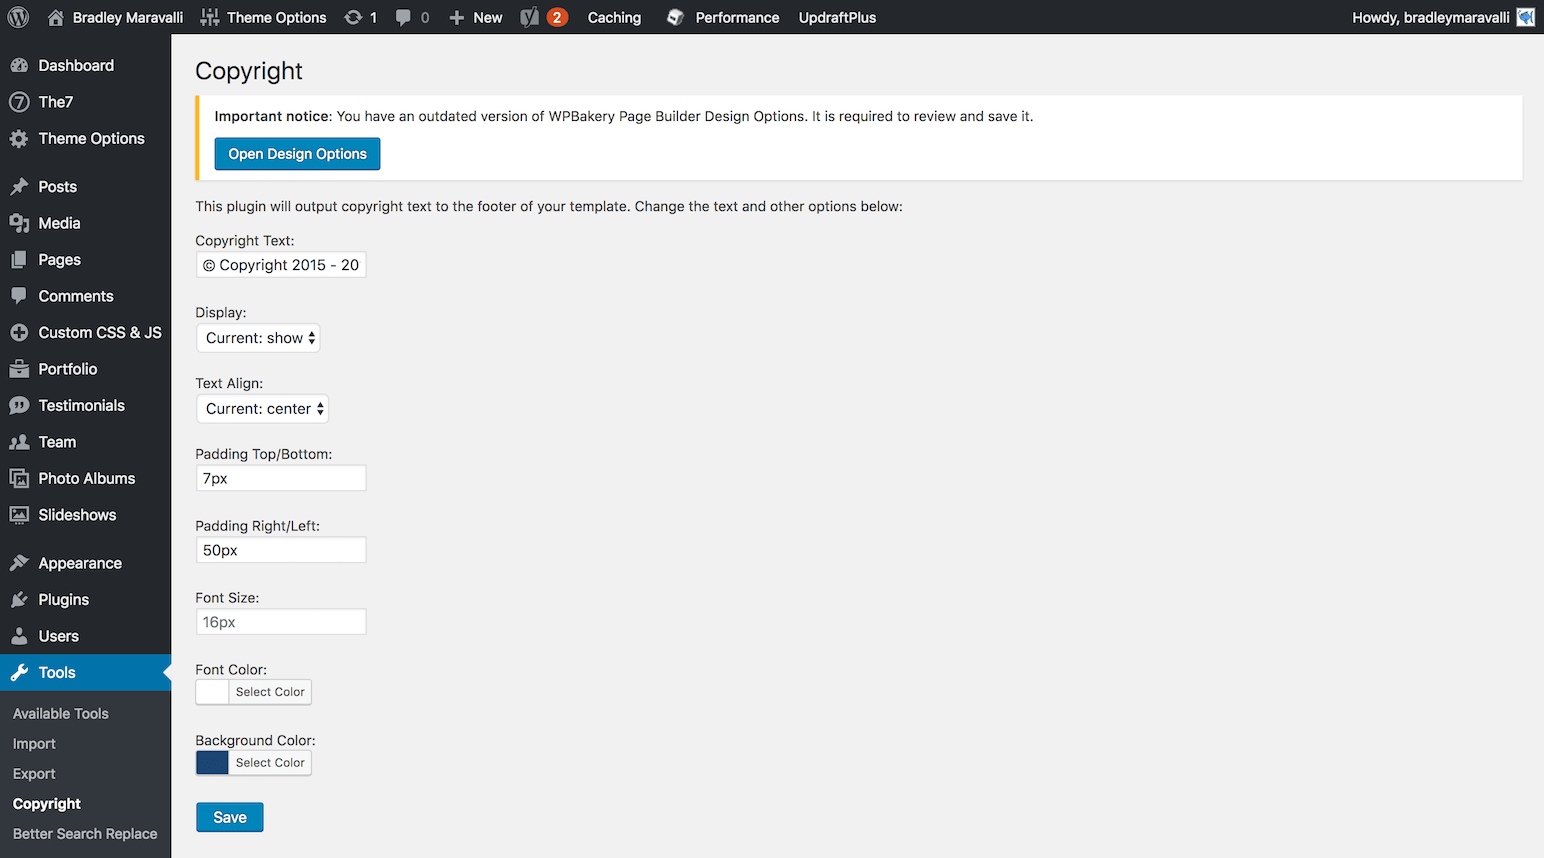 Bradley Maravalli Theme Options 1 0 New 2 Caching Performance UpdraftPlus Howdy, bradleymaravalli
Dashboard
The7
Theme Options
Posts
Media
Pages
Comments
Custom CSS & JS
Portfolio
Testimonials
Team
Photo Albums
Slideshows
Appearance
Plugins
Users
Tools
Available Tools
Import
Export
Copyright
Better Search Replace
Copyright
Important notice: You have an outdated version of WPBakery Page Builder Design Options. It is required to review and save it.
Open Design Options
This plugin will output copyright text to the footer of your template. Change the text and other options below:
Copyright Text:
© Copyright 2015 - 20
Display:
Current: show
Text Align:
Current: center
Padding Top/Bottom:
7px
Padding Right/Left:
50px
Font Size:
16px
Font Color:
Select Color
Background Color:
Select Color
Save